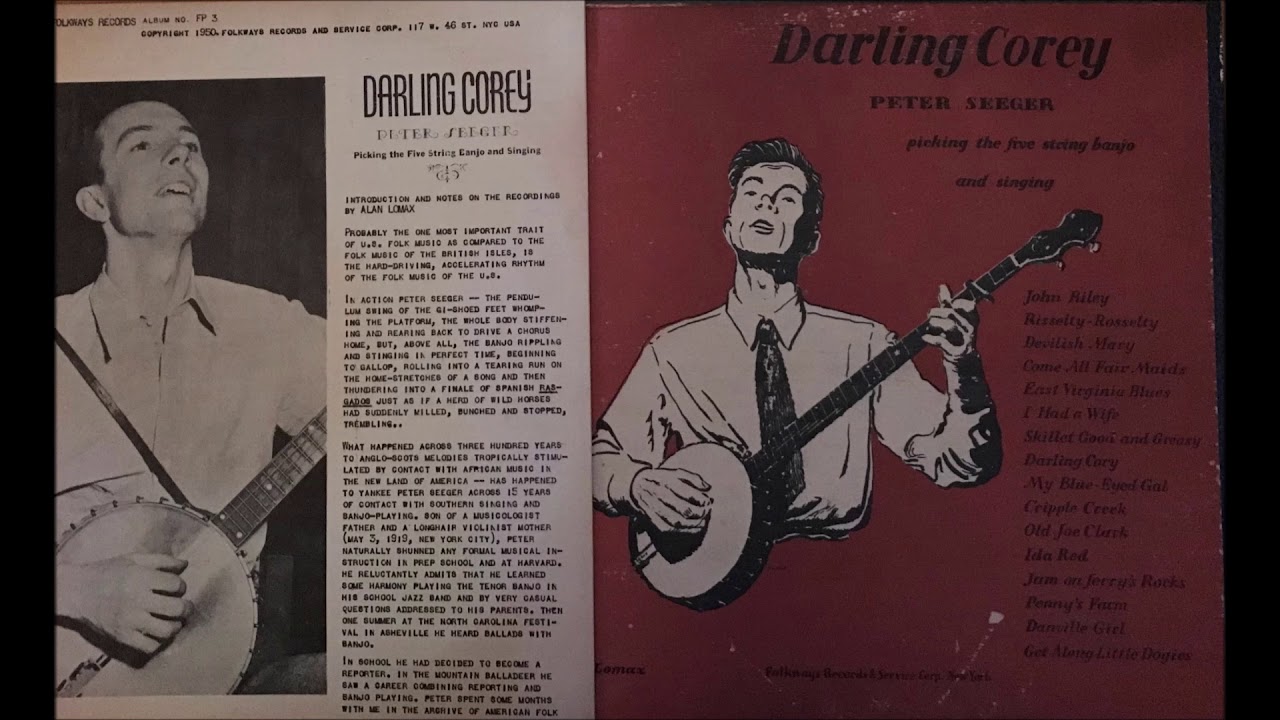 FOLKWAYS RECORDS ALBUM NO. FP 3
COPYRIGHT 1950 FOLKWAYS RECORDS AND SERVICE CORP. 117 W. 46 ST. NYC USA
DARLING COREY
PETER SEEGER
Picking the Five String Banjo and Singing
INTRODUCTION AND NOTES ON THE RECORDINGS
BY ALAN LOMAX
PROBABLY THE ONE MOST IMPORTANT TRAIT
OF U.S. FOLK MUSIC AS COMPARED TO THE
FOLK MUSIC OF THE BRITISH ISLES, IS
THE HARD-DRIVING, ACCELERATING RHYTHM
OF THE FOLK MUSIC OF THE U.S.
IN ACTION PETER SEEGER -- THE PENDU-
LUM SWING OF THE GI-SHOED FEET WHOMP-
ING THE PLATFORM, THE WHOLE BODY STIFFEN-
ING AND REARING BACK TO DRIVE A CHORUS
HOME, BUT, ABOVE ALL, THE BANJO RIPPLING
AND STINGING IN PERFECT TIME, BEGINNING
TO GALLOP, ROLLING INTO A TEARING RUN ON
THE HOME-STRETCHES OF A SONG AND THEN
THUNDERING INTO A FINALE OF SPANISH RAS-
GADOS JUST AS IF A HERD OF WILD HORSES
HAD SUDDENLY MILLED, BUNCHED AND STOPPED,
TREMBLING..
WHAT HAPPENED ACROSS THREE HUNDRED YEARS
TO ANGLO-SCOTS MELODIES TROPICALLY STIMU-
LATED BY CONTACT WITH AFRICAN MUSIC IN
THE NEW LAND OF AMERICA -- HAS HAPPENED
TO YANKEE PETER SEEGER ACROSS 15 YEARS
OF CONTACT WITH SOUTHERN SINGING AND
BANJO-PLAYING. SON OF A MUSICOLOGIST
FATHER AND A LONGHAIR VIOLINIST MOTHER
(MAY 3, 1919, NEW YORK CITY), PETER
NATURALLY SHUNNED ANY FORMAL MUSICAL IN-
STRUCTION IN PREP SCHOOL AND AT HARVARD.
HE RELUCTANTLY ADMITS THAT HE LEARNED
SOME HARMONY PLAYING THE TENOR BANJO IN
HIS SCHOOL JAZZ BAND AND BY VERY CASUAL
QUESTIONS ADDRESSED TO HIS PARENTS. THEN
ONE SUMMER AT THE NORTH CAROLINA FESTI-
VAL IN ASHEVILLE HE HEARD BALLADS WITH
BANJO.
IN SCHOOL HE HAD DECIDED TO BECOME A
REPORTER. IN THE MOUNTAIN BALLADEER HE
SAW A CAREER COMBINING REPORTING AND
BANJO PLAYING. PETER SPENT SOME MONTHS
WITH ME IN THE ARCHIVE OF AMERICAN FOLK
Darling Corey
PETER SEEGER
picking the five string banjo
and singing
John Riley
Risselty-Rosselty
Devilish Mary
Come All Fair Maids
East Virginia Blues
I Had a Wife
Skillet Good and Greasy
Darling Cory
My Blue-Eyed Gal
Cripple Creek
Old Joe Clark
Ida Red
Jam on Jerry's Rocks
Penny's Farm
Danville Girl
Get Along Little Dogies
Lomax
Folkways Records & Service Corp. New York